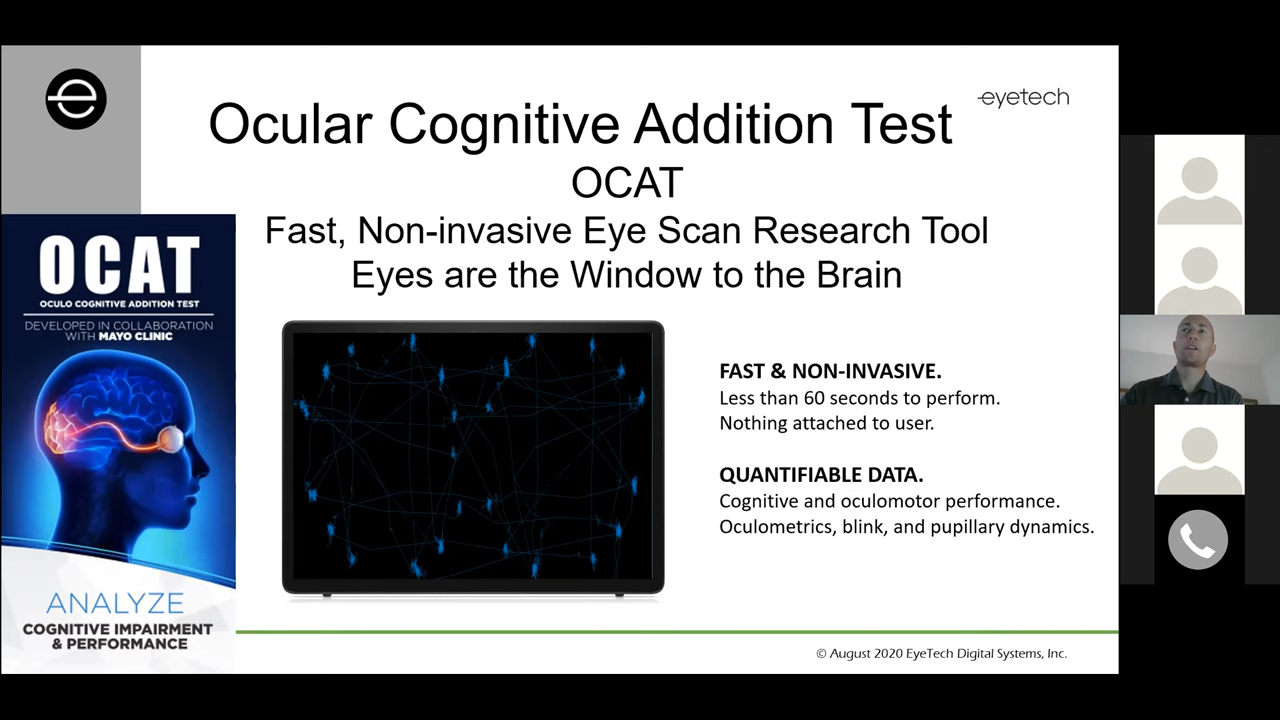 Ocular Cognitive Addition Test
eyetech
OCAT
Fast, Non-invasive Eye Scan Research Tool
Eyes are the Window to the Brain
OCAT
OCULO COGNITIVE ADDITION TEST
DEVELOPED IN COLLABORATION
WITH MAYO CLINIC
ANALYZE
COGNITIVE IMPAIRMENT
& PERFORMANCE
FAST & NON-INVASIVE.
Less than 60 seconds to perform.
Nothing attached to user.
QUANTIFIABLE DATA.
Cognitive and oculomotor performance.
Oculometrics, blink, and pupillary dynamics.
© August 2020 EyeTech Digital Systems, Inc.